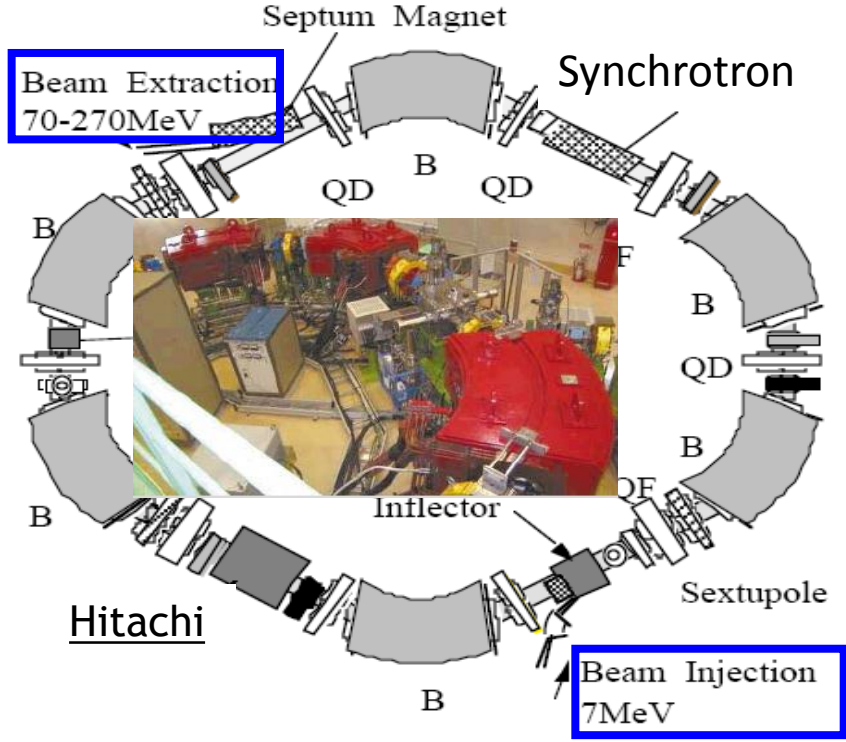 Septum Magnet
Beam Extraction
70-270MeV
Synchrotron
B
QD
QD
B
F
B
QD
B
B
QF
Inflector
Sextupole
Hitachi
B
Beam Injection
7MeV